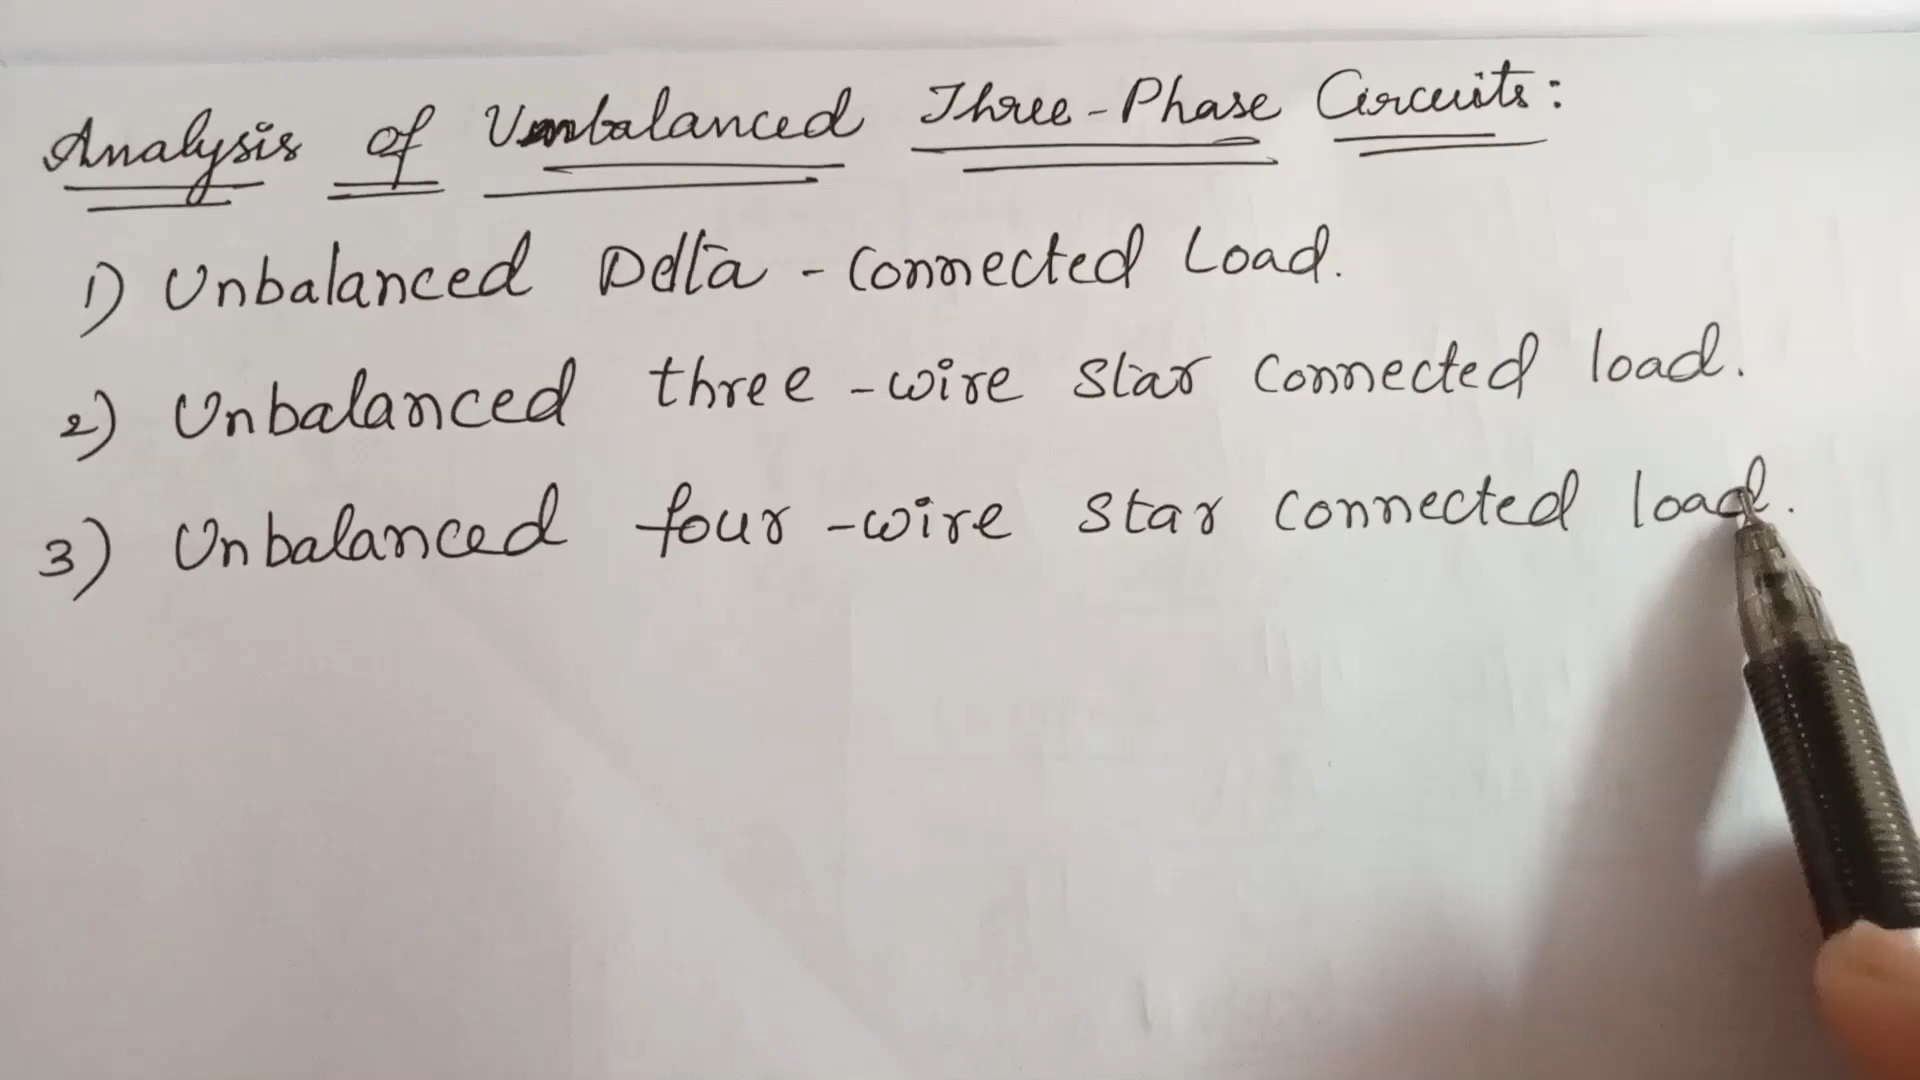 Analysis of Unbalanced Three-Phase Circuits:
1) Unbalanced Delta - Connected Load.
2) Unbalanced three-wire star connected load.
3) Unbalanced four-wire star connected load.